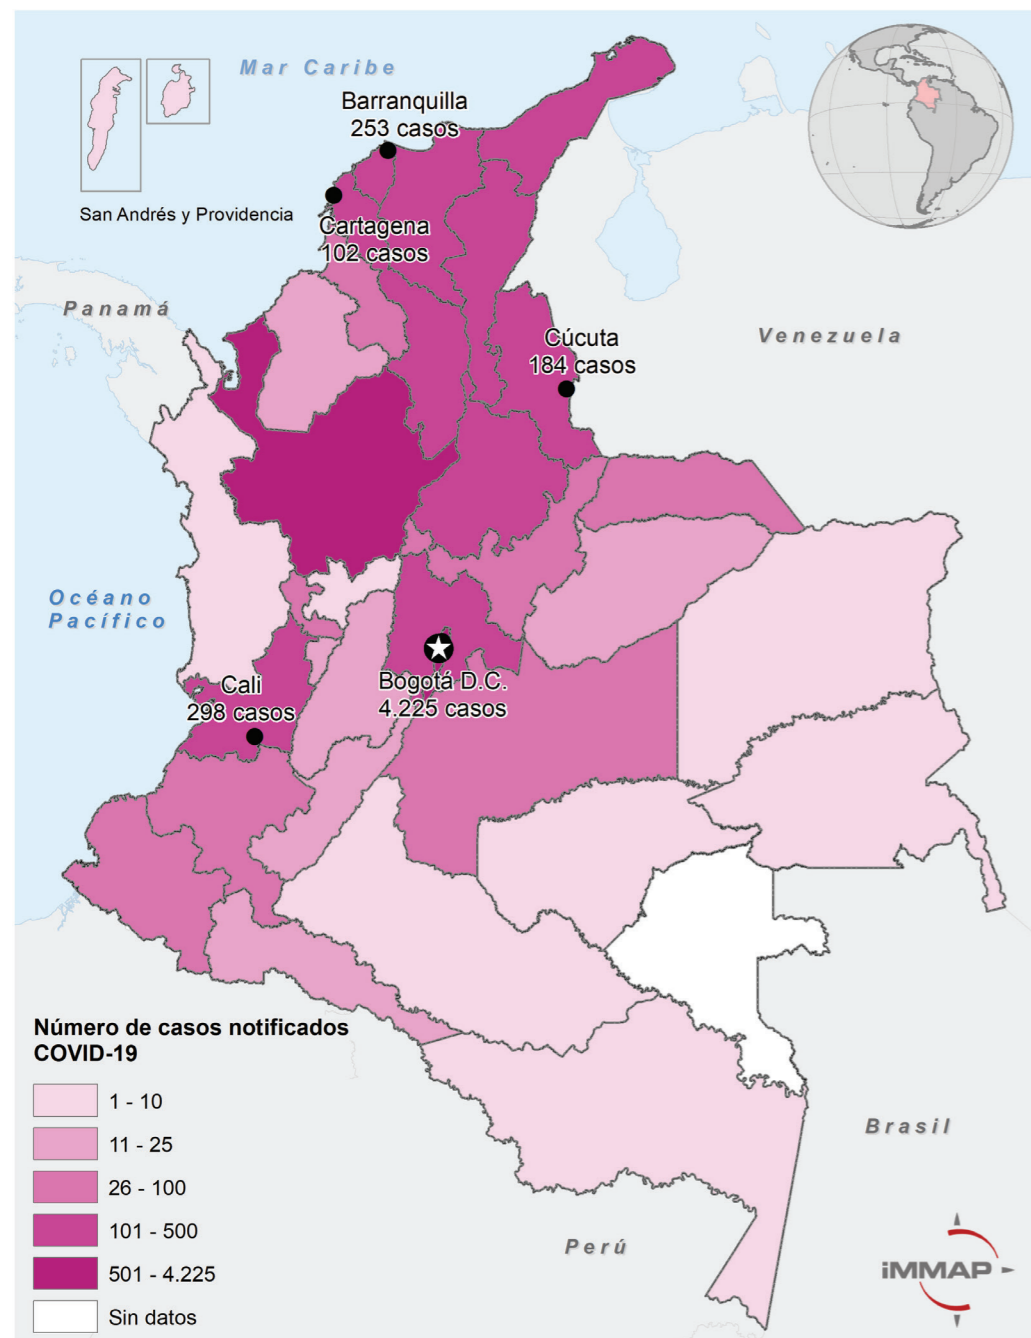 Mar Caribe
Barranquilla
253 casos
San Andrés y Providencia
Cartagena
102 casos
Panamá
Cúcuta
184 casos
Venezuela
Océano
Pacífico
Cali
298 casos
Bogotá D.C.
4.225 casos
Número de casos notificados
COVID-19
1 - 10
11 - 25
26 - 100
101 - 500
501 - 4.225
Sin datos
Brasil
Perú
iMMAP